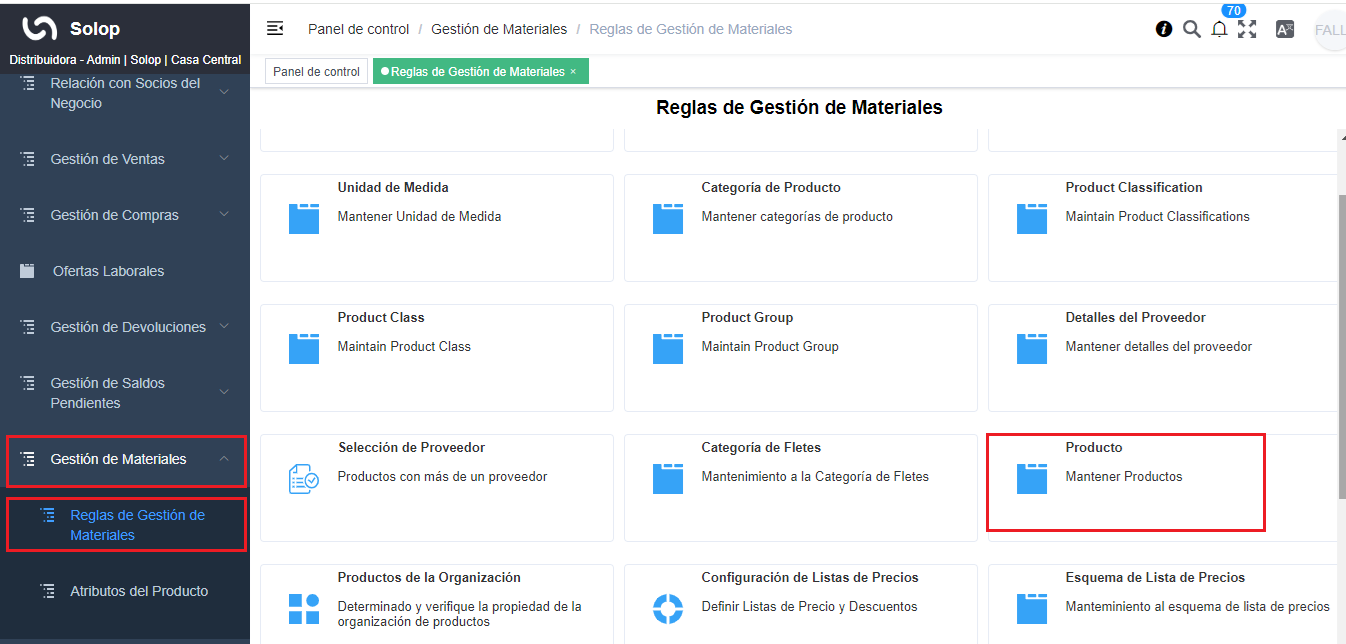 Solop
Distribuidora - Admin | Solop | Casa Central
Relación con Socios del
Negocio
Gestión de Ventas
Gestión de Compras
Ofertas Laborales
Gestión de Devoluciones
Gestión de Saldos
Pendientes
Gestión de Materiales
Reglas de Gestión de
Materiales
Atributos del Producto
Panel de control / Gestión de Materiales / Reglas de Gestión de Materiales
70
FALL
Panel de control
Reglas de Gestión de Materiales ×
Reglas de Gestión de Materiales
Unidad de Medida
Mantener Unidad de Medida
Categoría de Producto
Mantener categorías de producto
Product Classification
Maintain Product Classifications
Product Class
Maintain Product Class
Product Group
Maintain Product Group
Detalles del Proveedor
Mantener detalles del proveedor
Selección de Proveedor
Productos con más de un proveedor
Categoría de Fletes
Mantenimiento a la Categoría de Fletes
Producto
Mantener Productos
Productos de la Organización
Determinado y verifique la propiedad de la
organización de productos
Configuración de Listas de Precios
Definir Listas de Precio y Descuentos
Esquema de Lista de Precios
Manteminiento al esquema de lista de precios